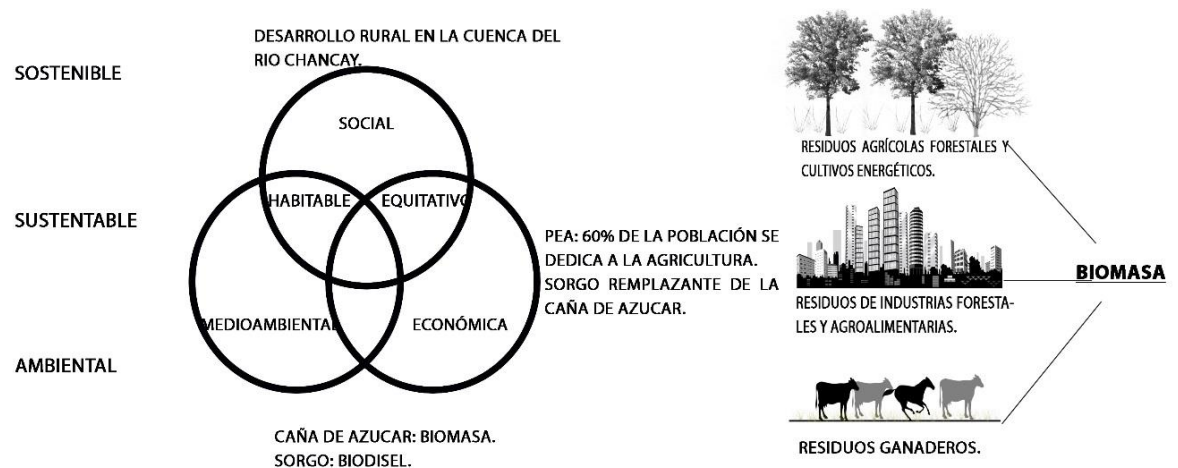 SOSTENIBLE
SUSTENTABLE
AMBIENTAL
DESARROLLO RURAL EN LA CUENCA DEL
RIO CHANCAY.
SOCIAL
HABITABLE
EQUITATIVO
MEDIOAMBIENTAL
ECONÓMICA
PEA: 60% DE LA POBLACIÓN SE
DEDICA A LA AGRICULTURA.
SORGO REMPLAZANTE DE LA
CAÑA DE AZUCAR.
CAÑA DE AZUCAR: BIOMASA.
SORGO: BIODISEL.
RESIDUOS AGRÍCOLAS FORESTALES Y
CULTIVOS ENERGÉTICOS.
RESIDUOS DE INDUSTRIAS FORESTA-
LES Y AGROALIMENTARIAS.
RESIDUOS GANADEROS.
BIOMASA